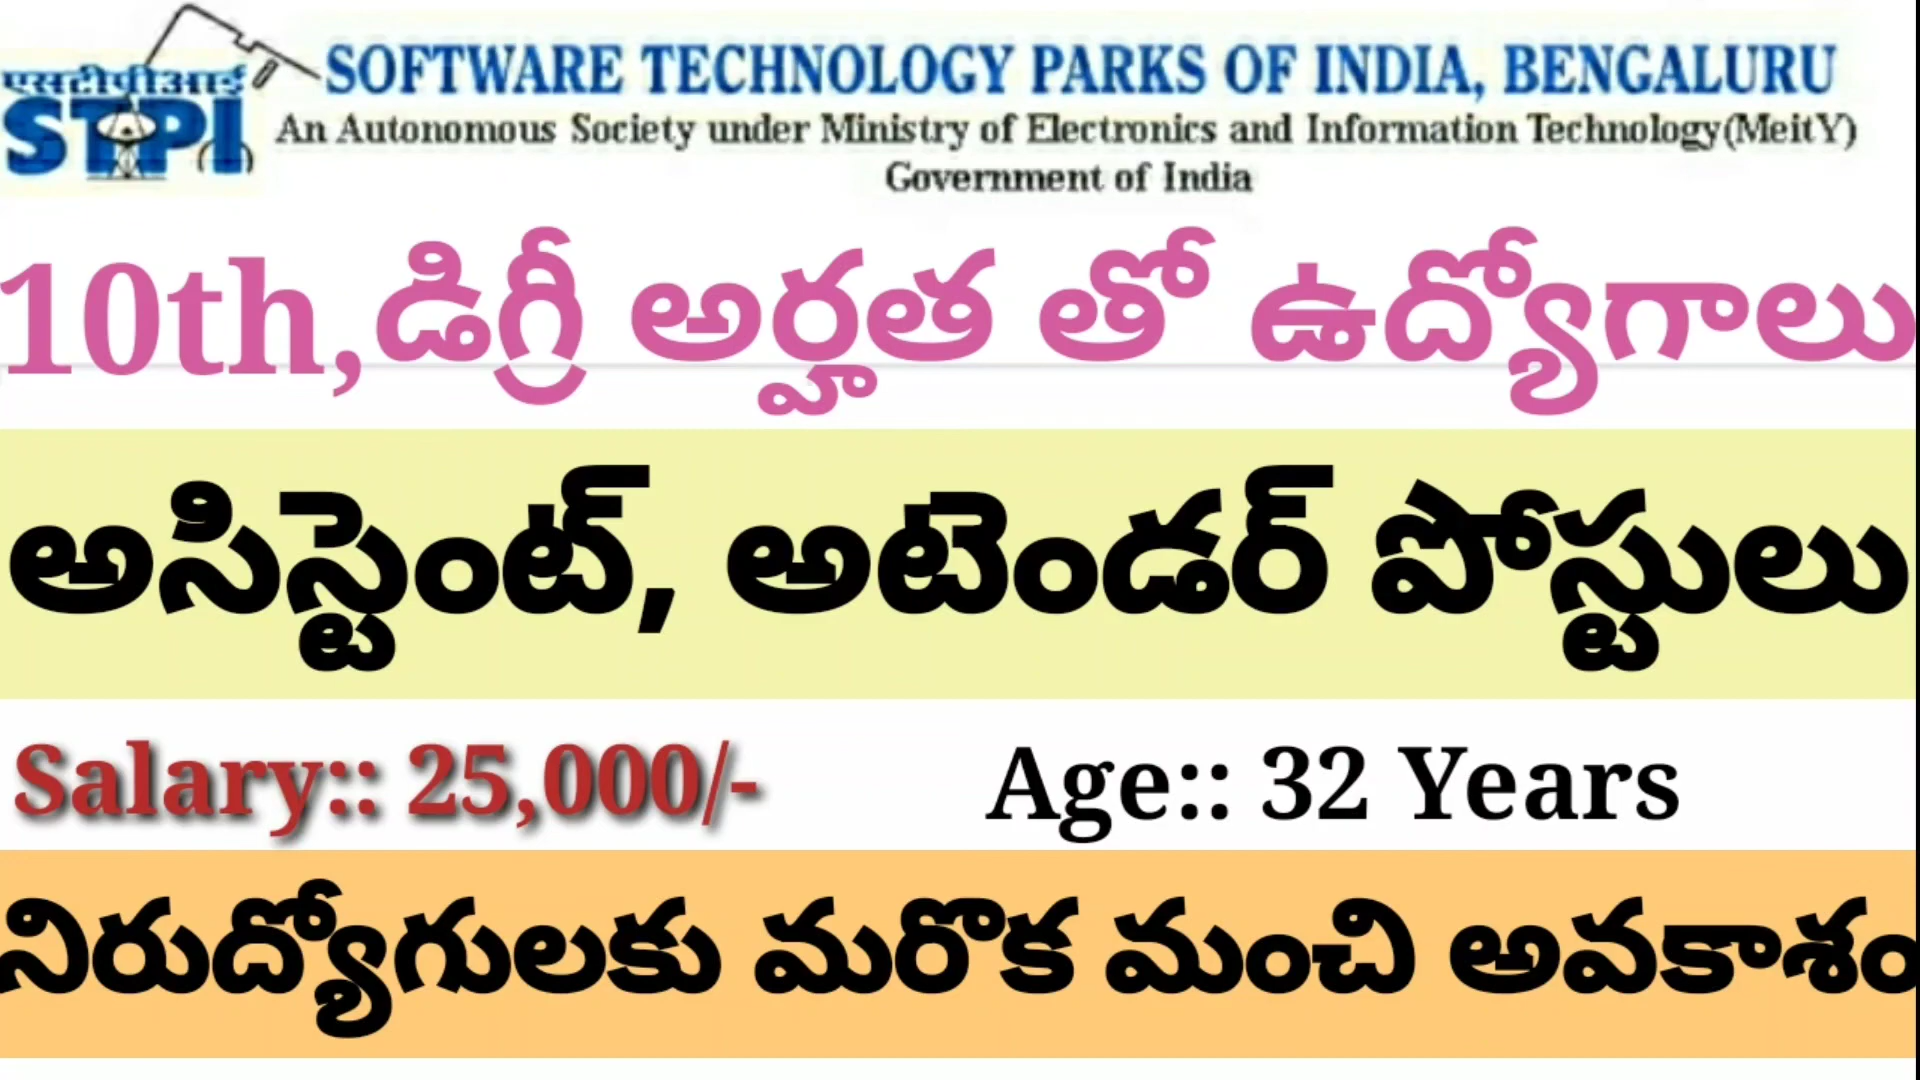 एसटीपीआई
STPI
SOFTWARE TECHNOLOGY PARKS OF INDIA, BENGALURU
An Autonomous Society under Ministry of Electronics and Information Technology(MeitY)
Government of India
10th,డిగ్రీ అర్హత తో ఉద్యోగాలు
అసిస్టెంట్, అటెండర్ పోస్టులు
Salary:: 25,000/- Age:: 32 Years
నిరుద్యోగులకు మరొక మంచి అవకాశం